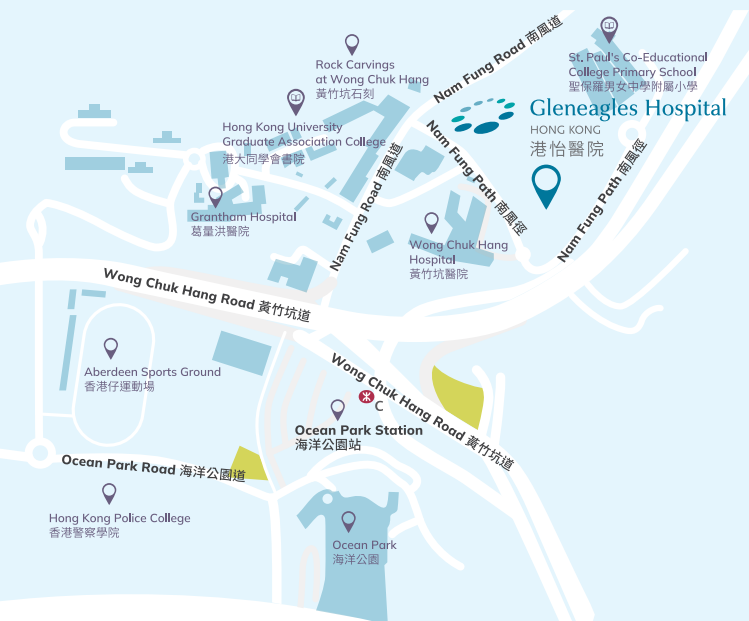 Nam Fung Road 南風道
St. Paul's Co-Educational
College Primary School
聖保羅男女中學附屬小學
Rock Carvings
at Wong Chuk Hang
黃竹坑石刻
Gleneagles Hospital
HONG KONG
港怡醫院
Hong Kong University
Graduate Association College
港大同學會書院
Nam Fung Path 南風徑
Nam Fung Road 南風道
Nam Fung Path 南風徑
Grantham Hospital
葛量洪醫院
Wong Chuk Hang
Hospital
黃竹坑醫院
Wong Chuk Hang Road 黃竹坑道
Aberdeen Sports Ground
香港仔運動場
Wong Chuk Hang Road 黃竹坑道
C
Ocean Park Station
海洋公園站
Ocean Park Road 海洋公園道
Hong Kong Police College
香港警察學院
Ocean Park
海洋公園